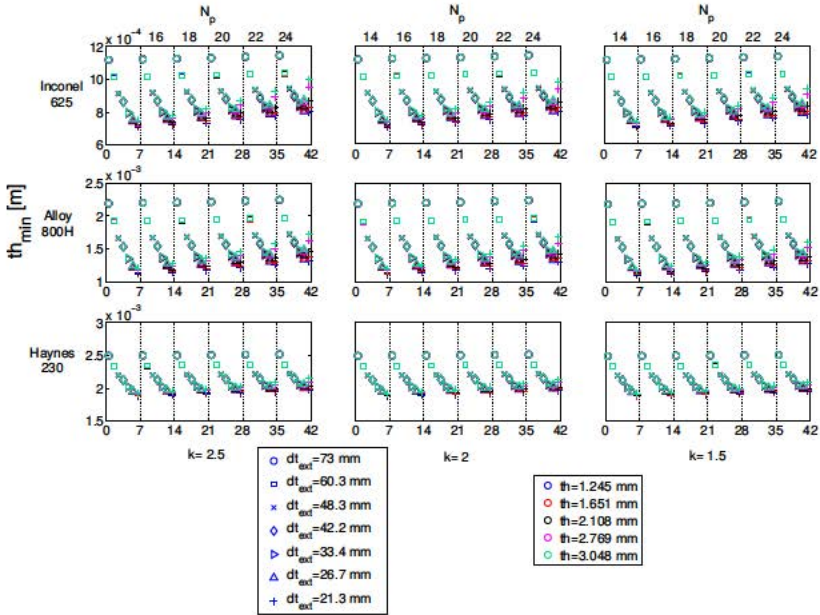 N_p N_p N_p
16 18 20 22 24 14 16 18 20 22 24 14 16 18 20 22 24
12 x 10^-4
10
8
6
Inconel
625
0 7 14 21 28 35 42 0 7 14 21 28 35 42 0 7 14 21 28 35 42
th_min [m]
2.5 x 10^-3
2
1.5
1
Alloy
800H
0 7 14 21 28 35 42 0 7 14 21 28 35 42 0 7 14 21 28 35 42
3 x 10^-3
2.5
2
1.5
Haynes
230
0 7 14 21 28 35 42 0 7 14 21 28 35 42 0 7 14 21 28 35 42
k= 2.5 k= 2 k= 1.5
dt_ext=73 mm
dt_ext=60.3 mm
dt_ext=48.3 mm
dt_ext=42.2 mm
dt_ext=33.4 mm
dt_ext=26.7 mm
dt_ext=21.3 mm
th=1.245 mm
th=1.651 mm
th=2.108 mm
th=2.769 mm
th=3.048 mm